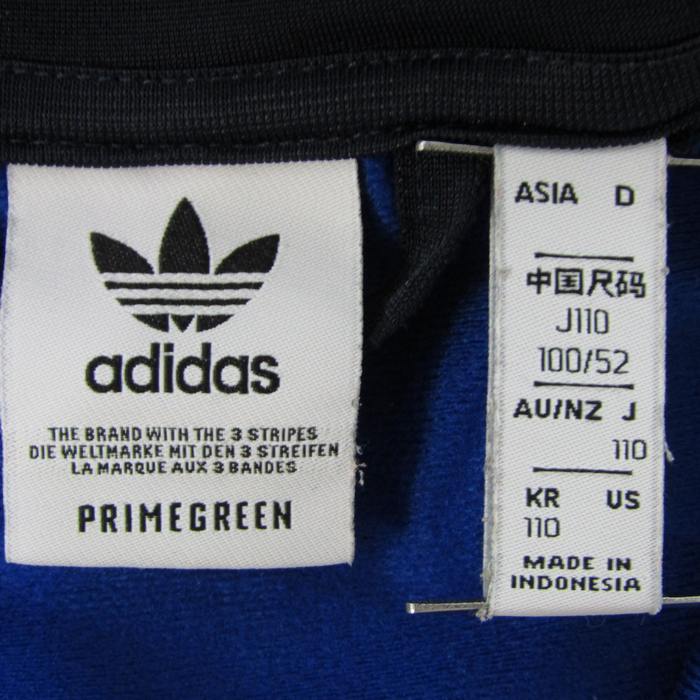 adidas
THE BRAND WITH THE 3 STRIPES
DIE WELTMARKE MIT DEN 3 STREIFEN
LA MARQUE AUX 3 BANDES
PRIMEGREEN
ASIA D
中国尺码
J110
100/52
AU/NZ J
110
KR US
110
MADE IN
INDONESIA